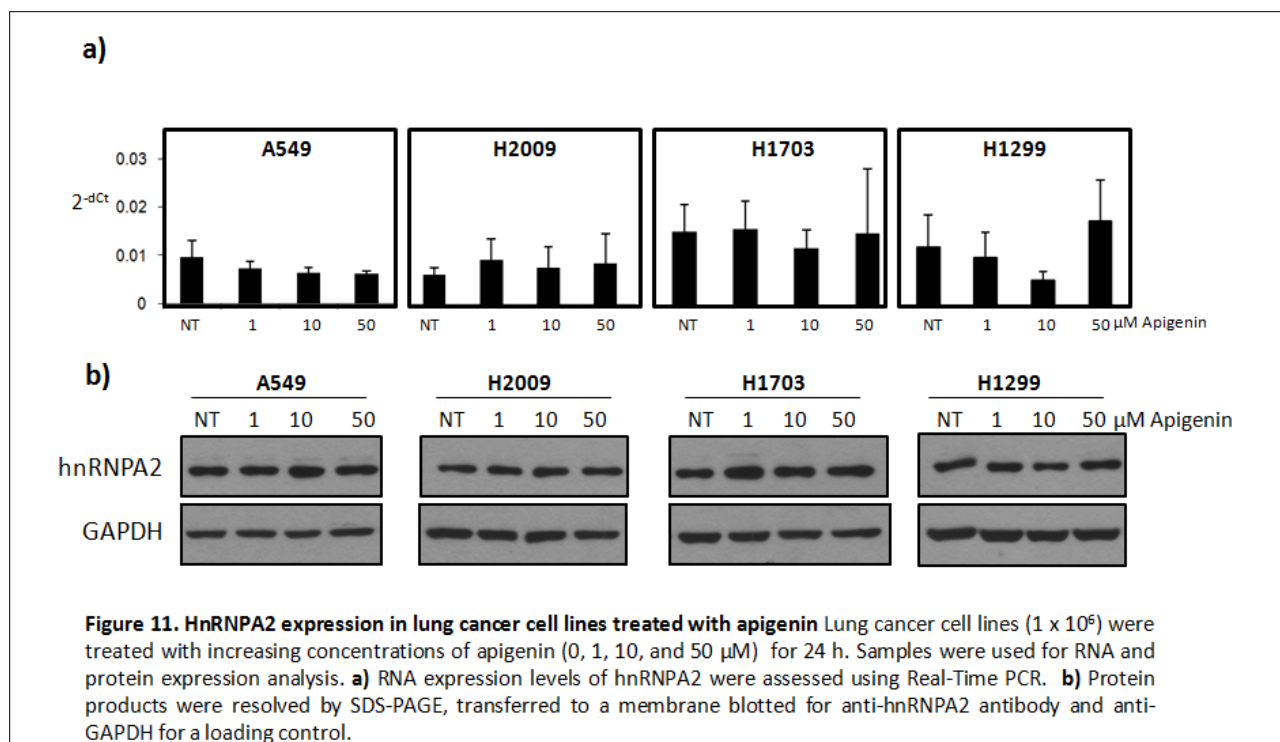 a)
A549 H2009 H1703 H1299
0.03
2-dCt 0.02
0.01
0
NT 1 10 50 NT 1 10 50 NT 1 10 50 NT 1 10 50 μM Apigenin
b)
A549 H2009 H1703 H1299
NT 1 10 50 NT 1 10 50 NT 1 10 50 NT 1 10 50 μM Apigenin
hnRNPA2
GAPDH
Figure 11. HnRNPA2 expression in lung cancer cell lines treated with apigenin Lung cancer cell lines (1 x 10⁶) were
treated with increasing concentrations of apigenin (0, 1, 10, and 50 μM) for 24 h. Samples were used for RNA and
protein expression analysis. a) RNA expression levels of hnRNPA2 were assessed using Real-Time PCR. b) Protein
products were resolved by SDS-PAGE, transferred to a membrane blotted for anti-hnRNPA2 antibody and anti-
GAPDH for a loading control.